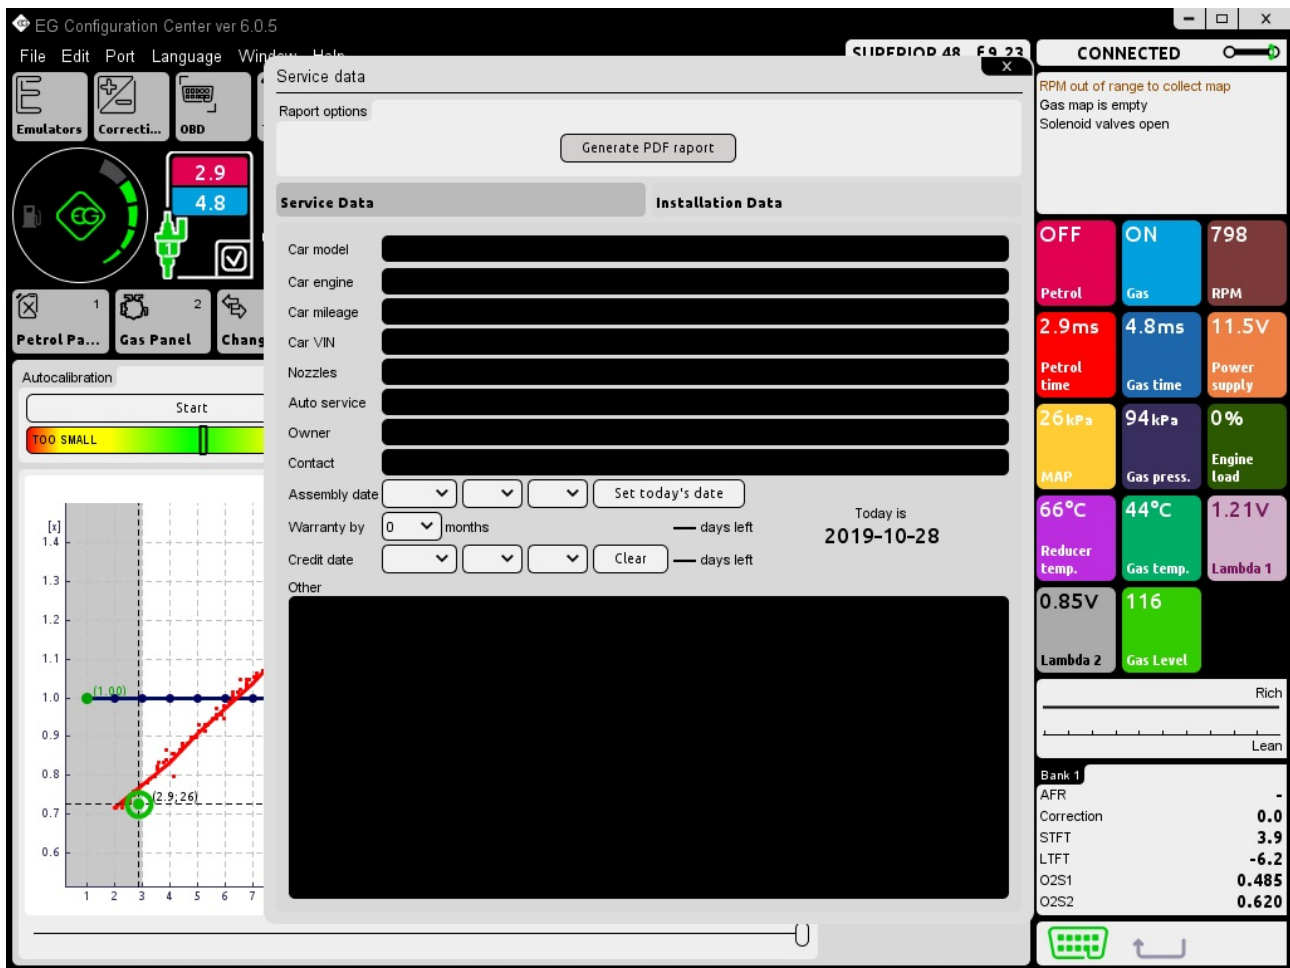 EG Configuration Center ver 6.0.5
File Edit Port Language Window Help
SUPERIOR 48 6.9.23
CONNECTED
Emulators
Correcti...
OBD
2.9
4.8
EG
1
1
Petrol Pa...
2
Gas Panel
Chang
Autocalibration
Start
TOO SMALL
[x]
1.4
1.3
1.2
1.1
1.0
0.9
0.8
0.7
0.6
(1.00)
(2.9;26)
1 2 3 4 5 6 7
Service data
X
Raport options
Generate PDF raport
Service Data
Installation Data
Car model
Car engine
Car mileage
Car VIN
Nozzles
Auto service
Owner
Contact
Assembly date
Set today's date
Warranty by 0 months
days left
Today is
2019-10-28
Credit date
Clear
days left
Other
RPM out of range to collect map
Gas map is empty
Solenoid valves open
OFF
Petrol
ON
Gas
798
RPM
2.9ms
Petrol
time
4.8ms
Gas time
11.5V
Power
supply
26kPa
MAP
94kPa
Gas press.
0%
Engine
load
66°C
Reducer
temp.
44°C
Gas temp.
1.21V
Lambda 1
0.85V
Lambda 2
116
Gas Level
Rich
Lean
Bank 1
AFR -
Correction 0.0
STFT 3.9
LTFT -6.2
O2S1 0.485
O2S2 0.620